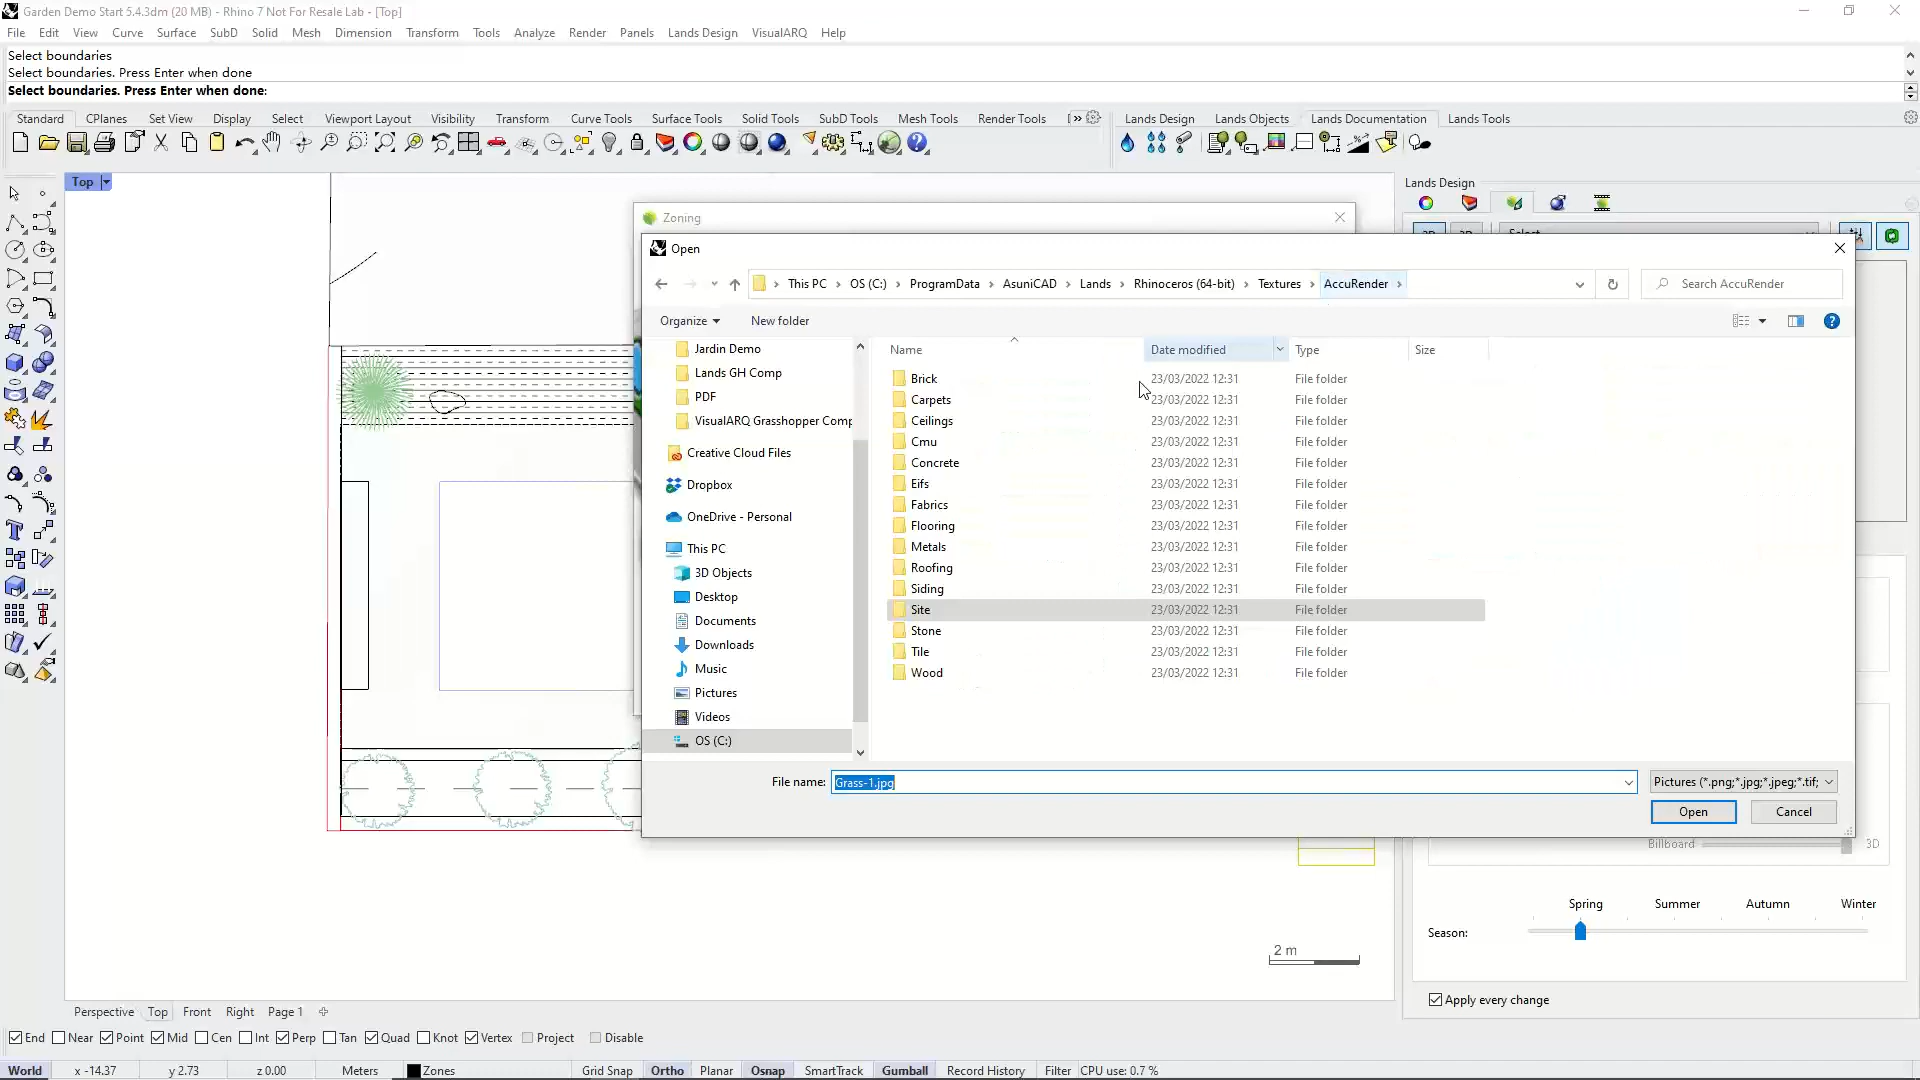 Garden Demo Start 5.4.3dm (20 MB) - Rhino 7 Not For Resale Lab - [Top]
File Edit View Curve Surface SubD Solid Mesh Dimension Transform Tools Analyze Render Panels Lands Design VisualARQ Help
Select boundaries
Select boundaries. Press Enter when done
Select boundaries. Press Enter when done:
Standard CPlanes Set View Display Select Viewport Layout Visibility Transform Curve Tools Surface Tools Solid Tools SubD Tools Mesh Tools Render Tools
Lands Design Lands Objects Lands Documentation Lands Tools
Top
Lands Design
Zoning
Open
This PC OS (C:) ProgramData AsuniCAD Lands Rhinoceros (64-bit) Textures AccuRender
Search AccuRender
Organize New folder
Jardin Demo
Lands GH Comp
PDF
VisualARQ Grasshopper Comp
Creative Cloud Files
Dropbox
OneDrive - Personal
This PC
3D Objects
Desktop
Documents
Downloads
Music
Pictures
Videos
OS (C:)
Name Date modified Type Size
Brick 23/03/2022 12:31 File folder
Carpets 23/03/2022 12:31 File folder
Ceilings 23/03/2022 12:31 File folder
Cmu 23/03/2022 12:31 File folder
Concrete 23/03/2022 12:31 File folder
Eifs 23/03/2022 12:31 File folder
Fabrics 23/03/2022 12:31 File folder
Flooring 23/03/2022 12:31 File folder
Metals 23/03/2022 12:31 File folder
Roofing 23/03/2022 12:31 File folder
Siding 23/03/2022 12:31 File folder
Site 23/03/2022 12:31 File folder
Stone 23/03/2022 12:31 File folder
Tile 23/03/2022 12:31 File folder
Wood 23/03/2022 12:31 File folder
File name: Grass-1.jpg Pictures (*.png;*.jpg;*.jpeg;*.tif;
Open Cancel
Billboard 3D
Spring Summer Autumn Winter
Season:
2 m
Apply every change
Perspective Top Front Right Page 1
End Near Point Mid Cen Int Perp Tan Quad Knot Vertex Project Disable
World x -14.37 y 2.73 z 0.00 Meters Zones Grid Snap Ortho Planar Osnap SmartTrack Gumball Record History Filter CPU use: 0.7 %